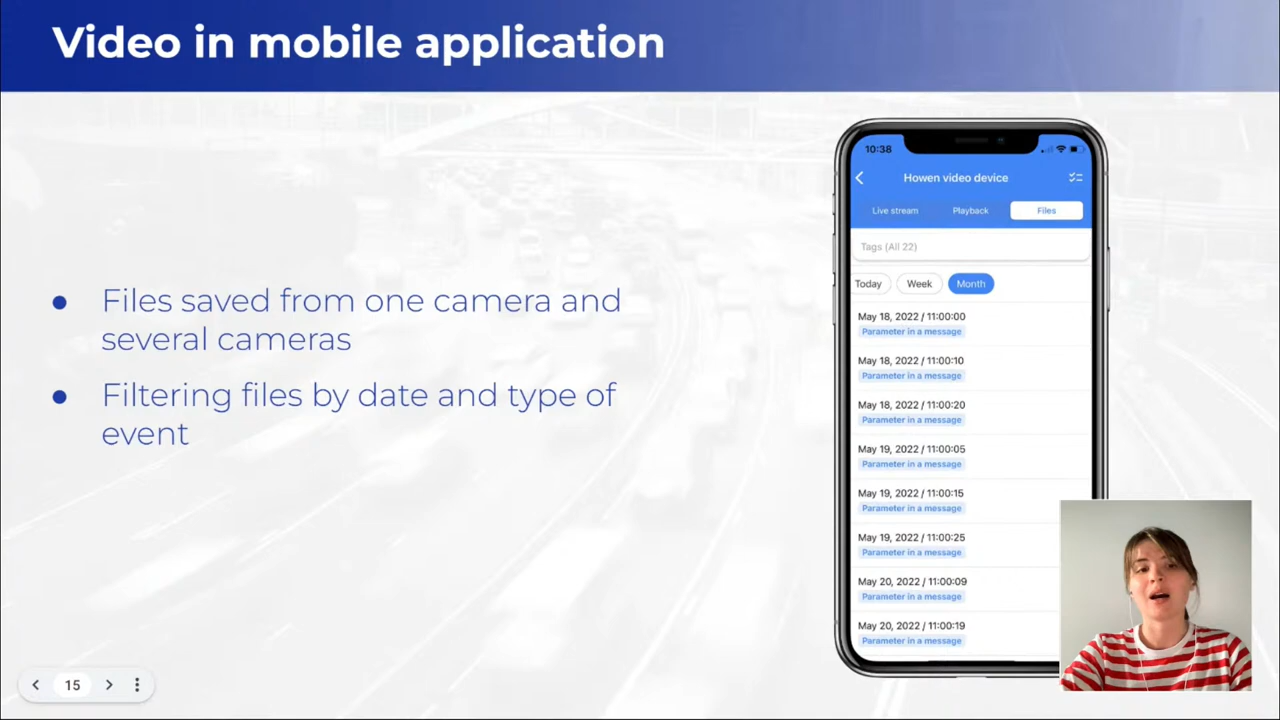 Video in mobile application
Files saved from one camera and
several cameras
Filtering files by date and type of
event
10:38
Howen video device
Live stream Playback Files
Tags (All 22)
Today Week Month
May 18, 2022 / 11:00:00
Parameter in a message
May 18, 2022 / 11:00:10
Parameter in a message
May 18, 2022 / 11:00:20
Parameter in a message
May 19, 2022 / 11:00:05
Parameter in a message
May 19, 2022 / 11:00:15
Parameter in a message
May 19, 2022 / 11:00:25
Parameter in a message
May 20, 2022 / 11:00:09
Parameter in a message
May 20, 2022 / 11:00:19
Parameter in a message
15